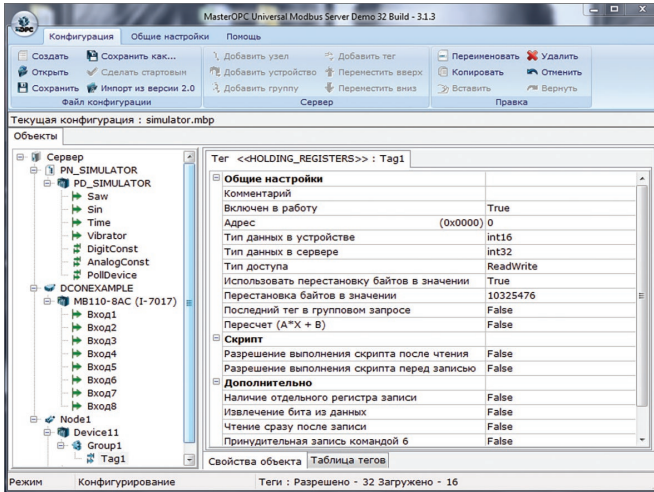 MasterOPC Universal Modbus Server Demo 32 Build - 3.1.3
Конфигурация Общие настройки Помощь
Создать Сохранить как... Добавить узел Добавить тег Переименовать Удалить
Открыть Сделать стартовым Добавить устройство Переместить вверх Копировать Отменить
Сохранить Импорт из версии 2.0 Добавить группу Переместить вниз Вставить Вернуть
Файл конфигурации Сервер Правка
Текущая конфигурация : simulator.mbp
Объекты
Сервер
PN_SIMULATOR
PD_SIMULATOR
Saw
Sin
Time
Vibrator
DigitConst
AnalogConst
PollDevice
DCONEXAMPLE
МВ110-8АС (I-7017)
Вход1
Вход2
Вход3
Вход4
Вход5
Вход6
Вход7
Вход8
Node1
Device11
Group1
Tag1
Тег <<HOLDING_REGISTERS>> : Tag1
Общие настройки
Комментарий
Включен в работу True
Адрес (0x0000) 0
Тип данных в устройстве int16
Тип данных в сервере int32
Тип доступа ReadWrite
Использовать перестановку байтов в значении True
Перестановка байтов в значении 10325476
Последний тег в групповом запросе False
Пересчет (A*X + B) False
Скрипт
Разрешение выполнения скрипта после чтения False
Разрешение выполнения скрипта перед записью False
Дополнительно
Наличие отдельного регистра записи False
Извлечение бита из данных False
Чтение сразу после записи False
Принудительная запись командой 6 False
Свойства объекта Таблица тегов
Режим Конфигурирование Теги : Разрешено - 32 Загружено - 16